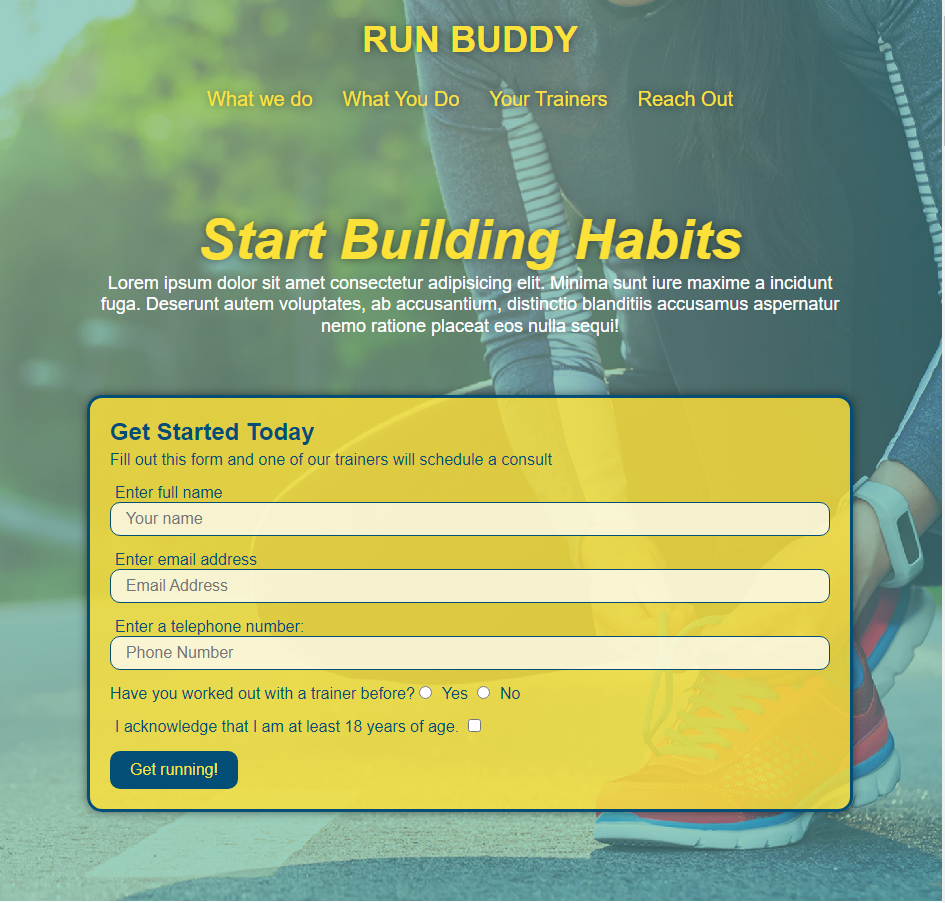 RUN BUDDY
What we do What You Do Your Trainers Reach Out
Start Building Habits
Lorem ipsum dolor sit amet consectetur adipisicing elit. Minima sunt iure maxime a incidunt
fuga. Deserunt autem voluptates, ab accusantium, distinctio blanditiis accusamus aspernatur
nemo ratione placeat eos nulla sequi!
Get Started Today
Fill out this form and one of our trainers will schedule a consult
Enter full name
Your name
Enter email address
Email Address
Enter a telephone number:
Phone Number
Have you worked out with a trainer before? Yes No
I acknowledge that I am at least 18 years of age.
Get running!